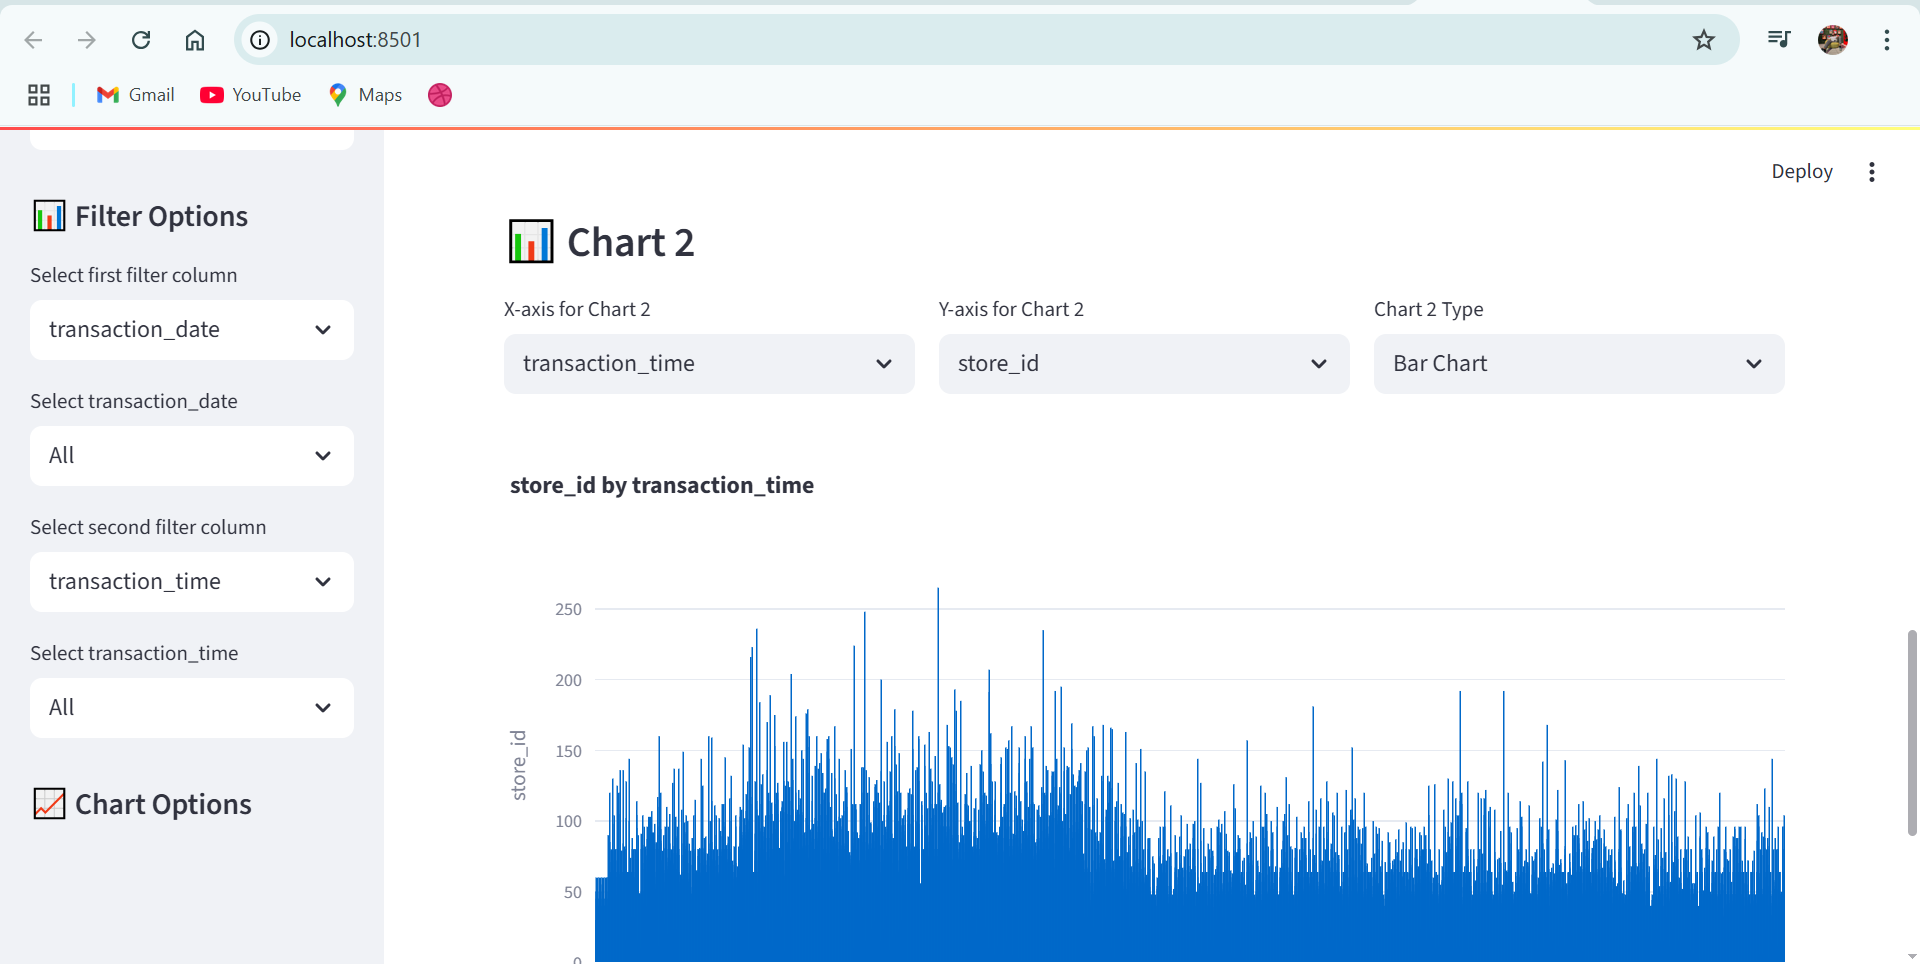 localhost:8501
Gmail
YouTube
Maps
Deploy
Filter Options
Select first filter column
transaction_date
Select transaction_date
All
Select second filter column
transaction_time
Select transaction_time
All
Chart Options
Chart 2
X-axis for Chart 2
Y-axis for Chart 2
Chart 2 Type
transaction_time
store_id
Bar Chart
store_id by transaction_time
250
200
150
100
50
0
store_id